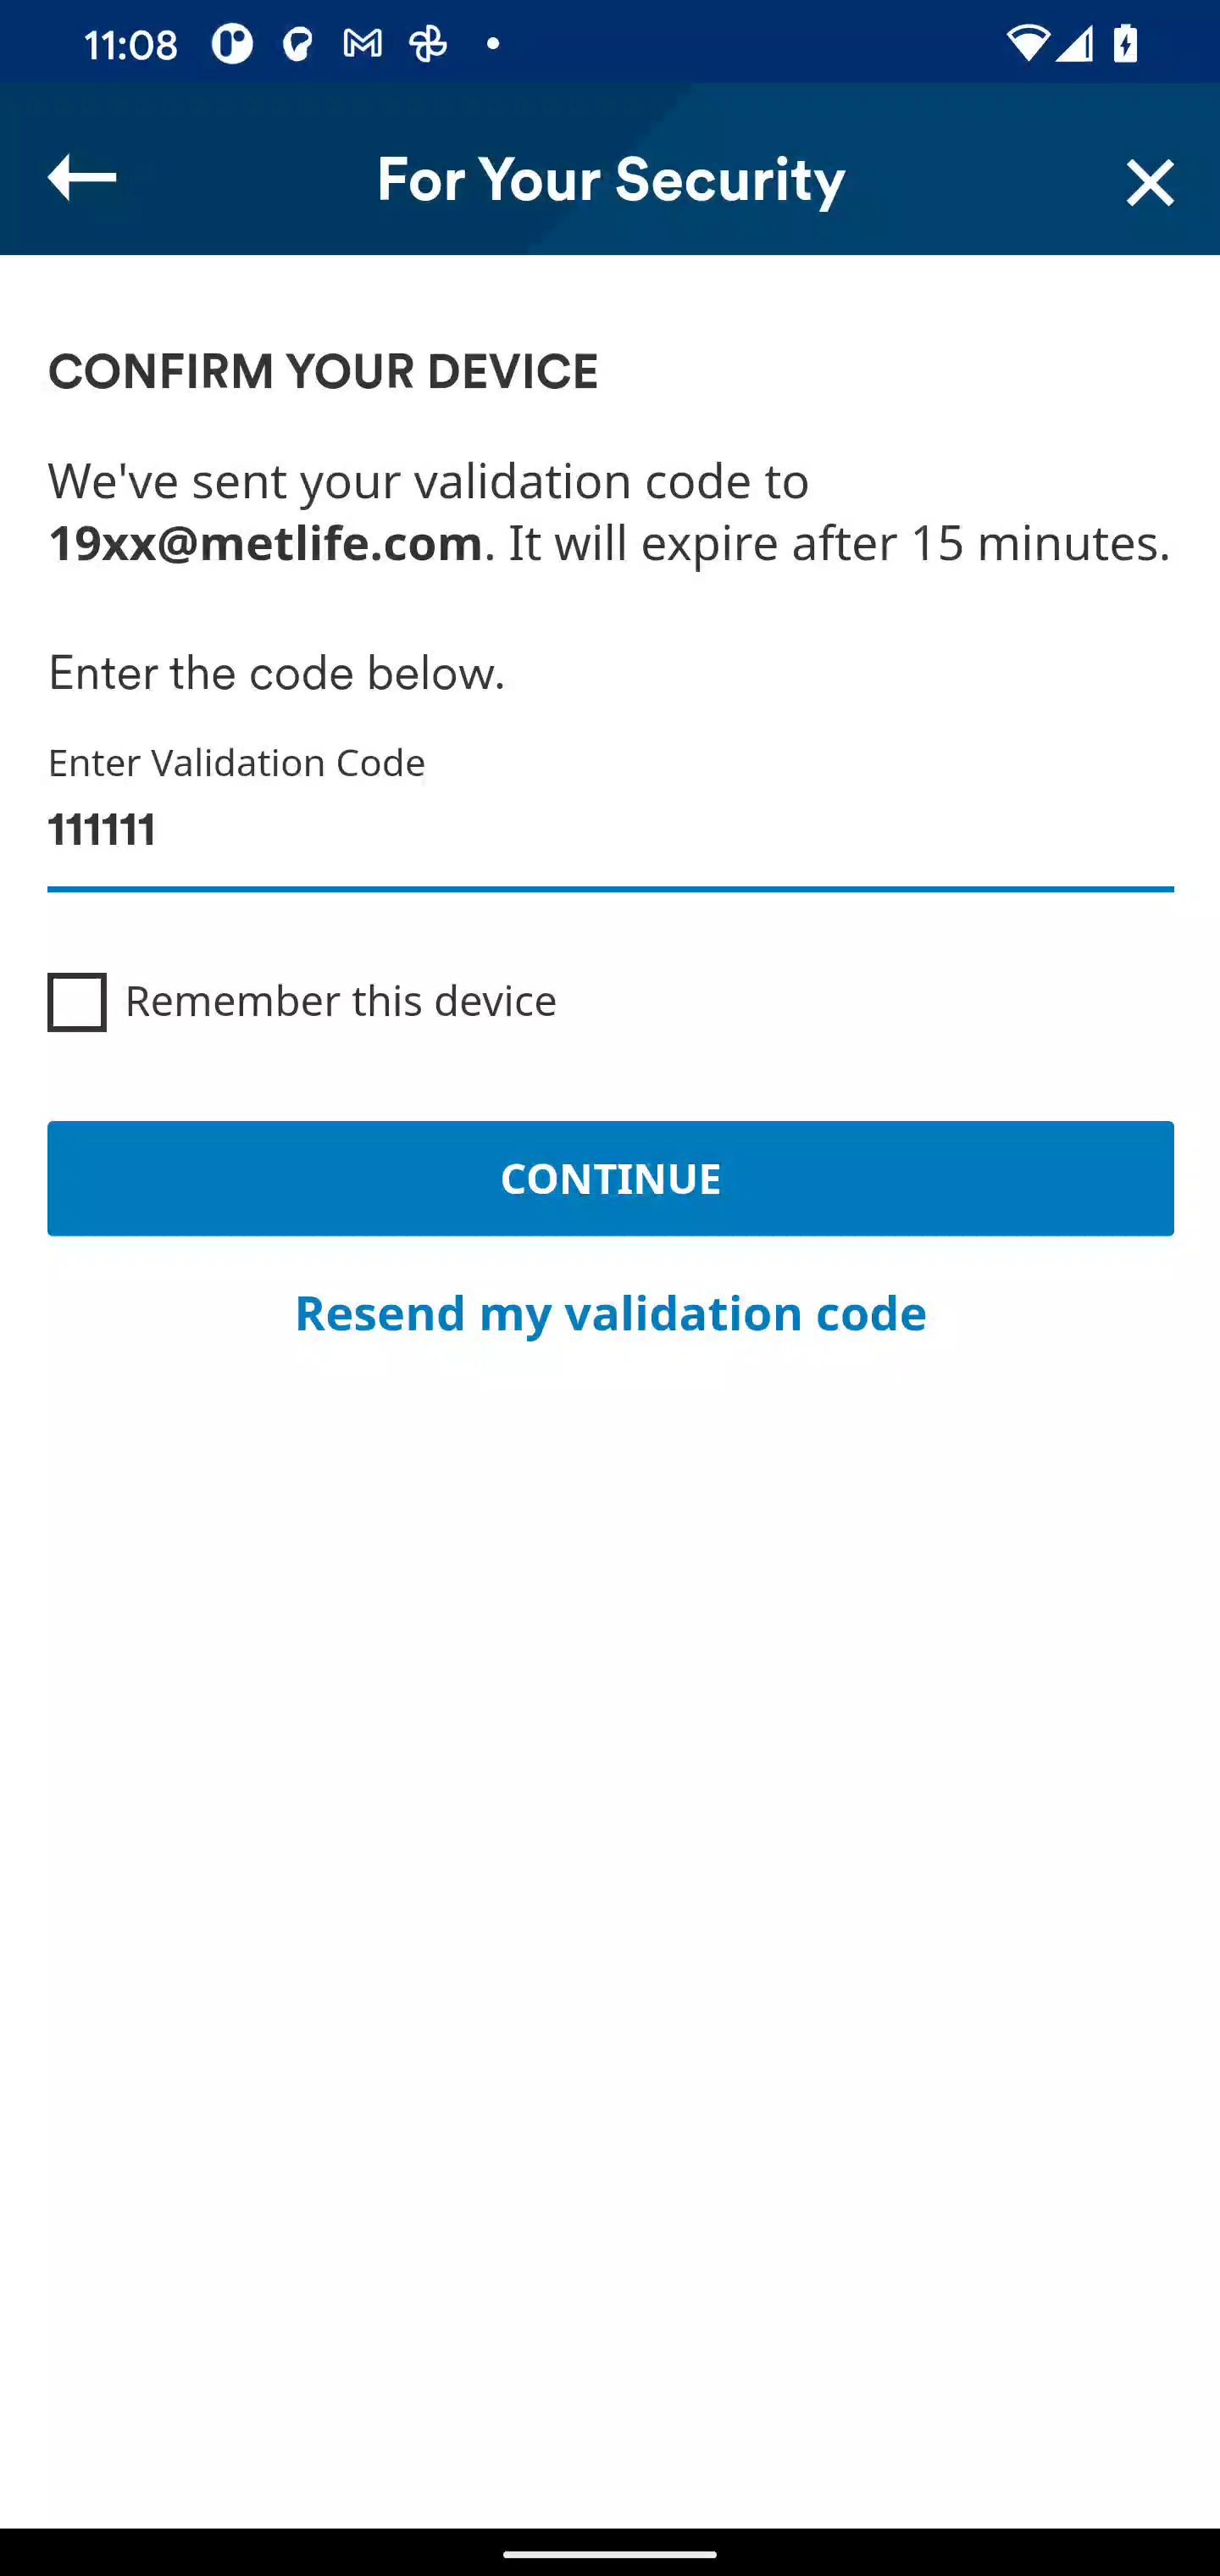 11:08
For Your Security
CONFIRM YOUR DEVICE
We've sent your validation code to
19xx@metlife.com. It will expire after 15 minutes.
Enter the code below.
Enter Validation Code
111111
Remember this device
CONTINUE
Resend my validation code